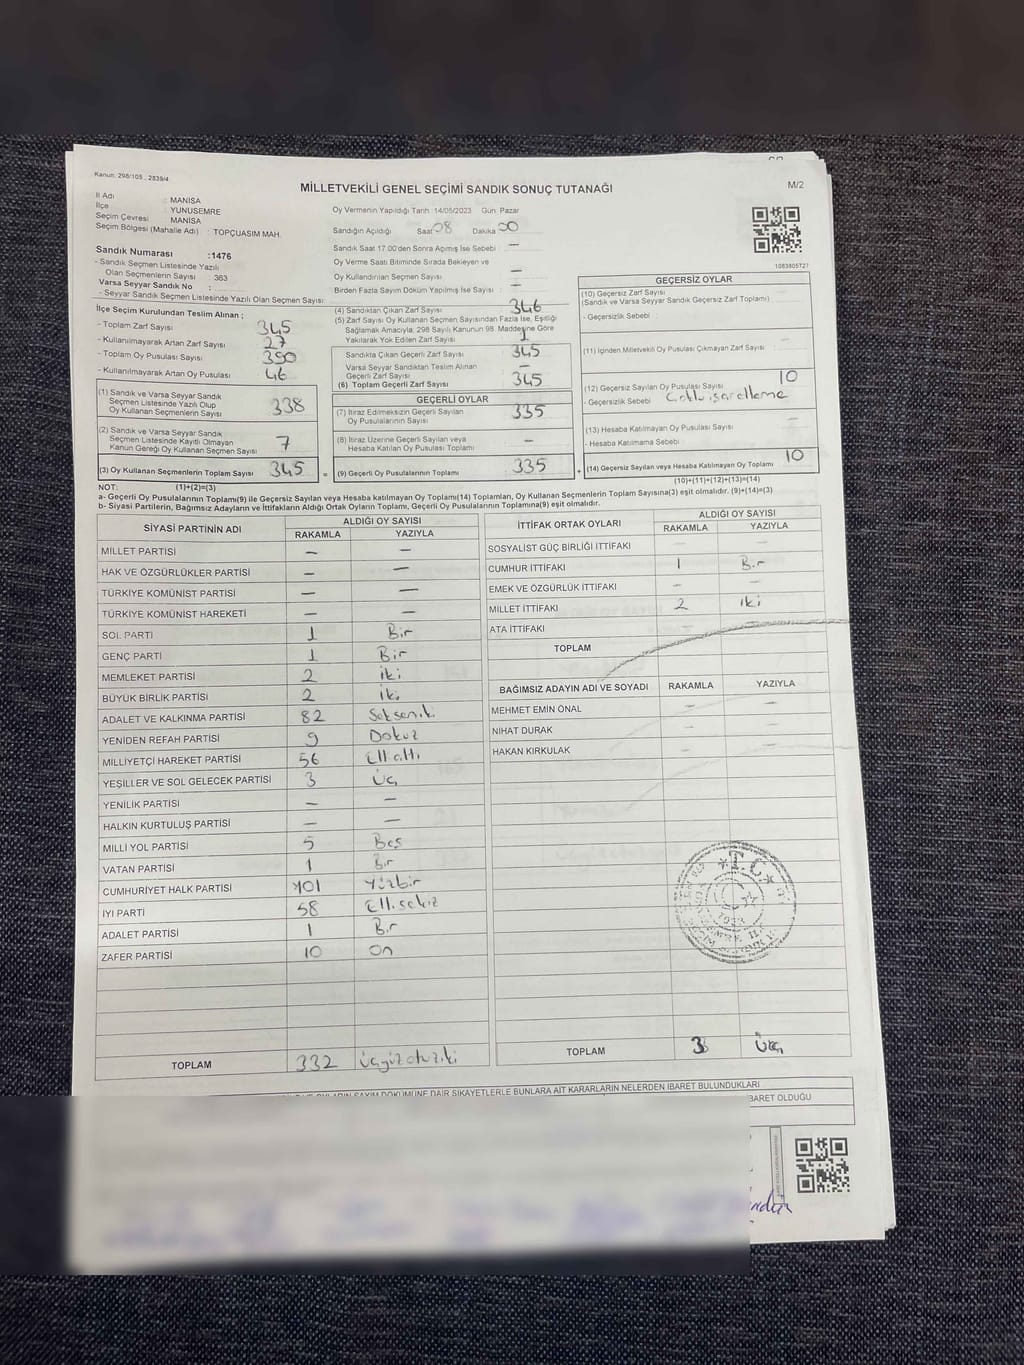 Kanun: 298/105 _ 2839/4
MİLLETVEKİLİ GENEL SEÇİMİ SANDIK SONUÇ TUTANAĞI
M/2
İl Adı : MANİSA
İlçe : YUNUSEMRE
Seçim Çevresi : MANİSA
Seçim Bölgesi (Mahalle Adı) : TOPÇUASIM MAH.
Oy Vermenin Yapıldığı Tarih :14/05/2023 Gün: Pazar
Sandığın Açıldığı Saat 08 Dakika 00
Sandık Saat 17.00'den Sonra Açımış İse Sebebi : —
Oy Verme Saati Bitiminde Sırada Bekleyen ve
Oy Kullandırılan Seçmen Sayısı : —
Birden Fazla Sayım Döküm Yapılmış İse Sayısı : —
Sandık Numarası :1476
- Sandık Seçmen Listesinde Yazılı
Olan Seçmenlerin Sayısı : 383
Varsa Seyyar Sandık No :
- Seyyar Sandık Seçmen Listesinde Yazılı Olan Seçmen Sayısı:
İlçe Seçim Kurulundan Teslim Alınan ;
- Toplam Zarf Sayısı 345
- Kullanılmayarak Artan Zarf Sayısı 27
- Toplam Oy Pusulası Sayısı 390
- Kullanılmayarak Artan Oy Pusulası 46
(1) Sandık ve Varsa Seyyar Sandık
Seçmen Listesinde Yazılı Olup
Oy Kullanan Seçmenlerin Sayısı 338
(2) Sandık ve Varsa Seyyar Sandık
Seçmen Listesinde Kayıtlı Olmayan
Kanun Gereği Oy Kullanan Seçmen Sayısı 7
(3) Oy Kullanan Seçmenlerin Toplam Sayısı 345 =
(4) Sandıktan Çıkan Zarf Sayısı 346
(5) Zarf Sayısı Oy Kullanan Seçmen Sayısından Fazla İse, Eşitliği
Sağlamak Amacıyla, 298 Sayılı Kanunun 98. Maddesine Göre
Yakılarak Yok Edilen Zarf Sayısı 1
Sandıkta Çıkan Geçerli Zarf Sayısı 345
Varsa Seyyar Sandıktan Teslim Alınan
Geçerli Zarf Sayısı —
(6) Toplam Geçerli Zarf Sayısı 345
GEÇERLİ OYLAR
(7) İtiraz Edilmeksizin Geçerli Sayılan
Oy Pusulalarının Sayısı 335
(8) İtiraz Üzerine Geçerli Sayılan veya
Hesaba Katılan Oy Pusulası Toplamı —
(9) Geçerli Oy Pusulalarının Toplamı 335 +
1083805727
GEÇERSİZ OYLAR
(10) Geçersiz Zarf Sayısı
(Sandık ve Varsa Seyyar Sandık Geçersiz Zarf Toplamı) —
- Geçersizlik Sebebi :
(11) İçinden Milletvekili Oy Pusulası Çıkmayan Zarf Sayısı —
(12) Geçersiz Sayılan Oy Pusulası Sayısı 10
- Geçersizlik Sebebi
(13) Hesaba Katılmayan Oy Pusulası Sayısı —
- Hesaba Katılmama Sebebi :
(14) Geçersiz Sayılan veya Hesaba Katılmayan Oy Toplamı 10
NOT: (1)+(2)=(3)
(10)+(11)+(12)+(13)=(14)
a- Geçerli Oy Pusulalarının Toplamı(9) ile Geçersiz Sayılan veya Hesaba katılmayan Oy Toplamı(14) Toplamları, Oy Kullanan Seçmenlerin Toplam Sayısına(3) eşit olmalıdır. (9)+(14)=(3)
b- Siyasi Partilerin, Bağımsız Adayların ve İttifakların Aldığı Ortak Oyların Toplamı, Geçerli Oy Pusulalarının Toplamına(9) eşit olmalıdır.
SİYASİ PARTİNİN ADI ALDIĞI OY SAYISI
RAKAMLA YAZIYLA
MİLLET PARTİSİ — —
HAK VE ÖZGÜRLÜKLER PARTİSİ — —
TÜRKİYE KOMÜNİST PARTİSİ — —
TÜRKİYE KOMÜNİST HAREKETİ — —
SOL PARTİ 1 Bir
GENÇ PARTİ 1 Bir
MEMLEKET PARTİSİ 2 iki
BÜYÜK BİRLİK PARTİSİ 2 iki
ADALET VE KALKINMA PARTİSİ 82 Sekseniki
YENİDEN REFAH PARTİSİ 9 Dokuz
MİLLİYETÇİ HAREKET PARTİSİ 56 Ellialtı
YEŞİLLER VE SOL GELECEK PARTİSİ 3 Üç
YENİLİK PARTİSİ — —
HALKIN KURTULUŞ PARTİSİ — —
MİLLİ YOL PARTİSİ 5 Beş
VATAN PARTİSİ 1 Bir
CUMHURİYET HALK PARTİSİ 101 Yüzbir
İYİ PARTİ 58 Ellisekiz
ADALET PARTİSİ 1 Bir
ZAFER PARTİSİ 10 On
TOPLAM 332 üçyüzotuziki
İTTİFAK ORTAK OYLARI ALDIĞI OY SAYISI
RAKAMLA YAZIYLA
SOSYALİST GÜÇ BİRLİĞİ İTTİFAKI — —
CUMHUR İTTİFAKI 1 Bir
EMEK VE ÖZGÜRLÜK İTTİFAKI — —
MİLLET İTTİFAKI 2 iki
ATA İTTİFAKI —
TOPLAM
BAĞIMSIZ ADAYIN ADI VE SOYADI RAKAMLA YAZIYLA
MEHMET EMİN ÖNAL — —
NİHAT DURAK — —
HAKAN KIRKULAK — —
T.C.
TOPLAM 3 üç
SAYIM DÖKÜMÜNE DAİR ŞİKAYETLERLE BUNLARA AİT KARARLARIN NELERDEN İBARET BULUNDUKLARI
İBARET OLDUĞU